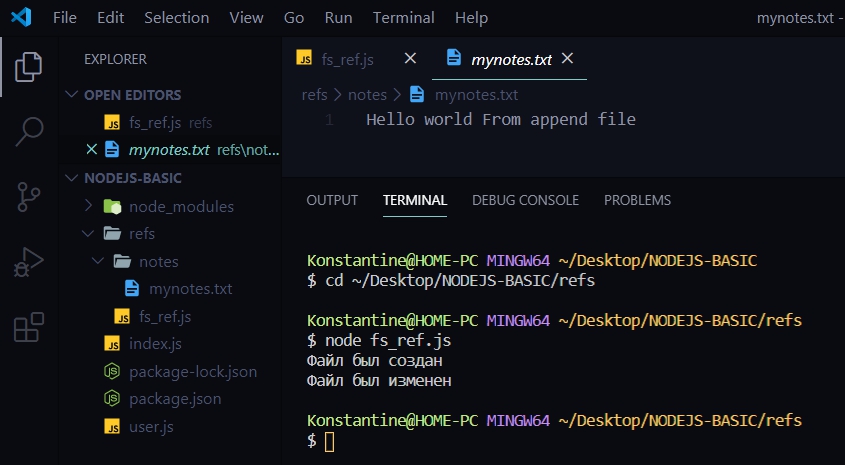 File Edit Selection View Go Run Terminal Help mynotes.txt -
EXPLORER
OPEN EDITORS
JS fs_ref.js refs
mynotes.txt refs\not...
NODEJS-BASIC
node_modules
refs
notes
mynotes.txt
JS fs_ref.js
JS index.js
package-lock.json
package.json
JS user.js
JS fs_ref.js
mynotes.txt
refs > notes > mynotes.txt
1 Hello world From append file
OUTPUT TERMINAL DEBUG CONSOLE PROBLEMS
Konstantine@HOME-PC MINGW64 ~/Desktop/NODEJS-BASIC
$ cd ~/Desktop/NODEJS-BASIC/refs
Konstantine@HOME-PC MINGW64 ~/Desktop/NODEJS-BASIC/refs
$ node fs_ref.js
Файл был создан
Файл был изменен
Konstantine@HOME-PC MINGW64 ~/Desktop/NODEJS-BASIC/refs
$